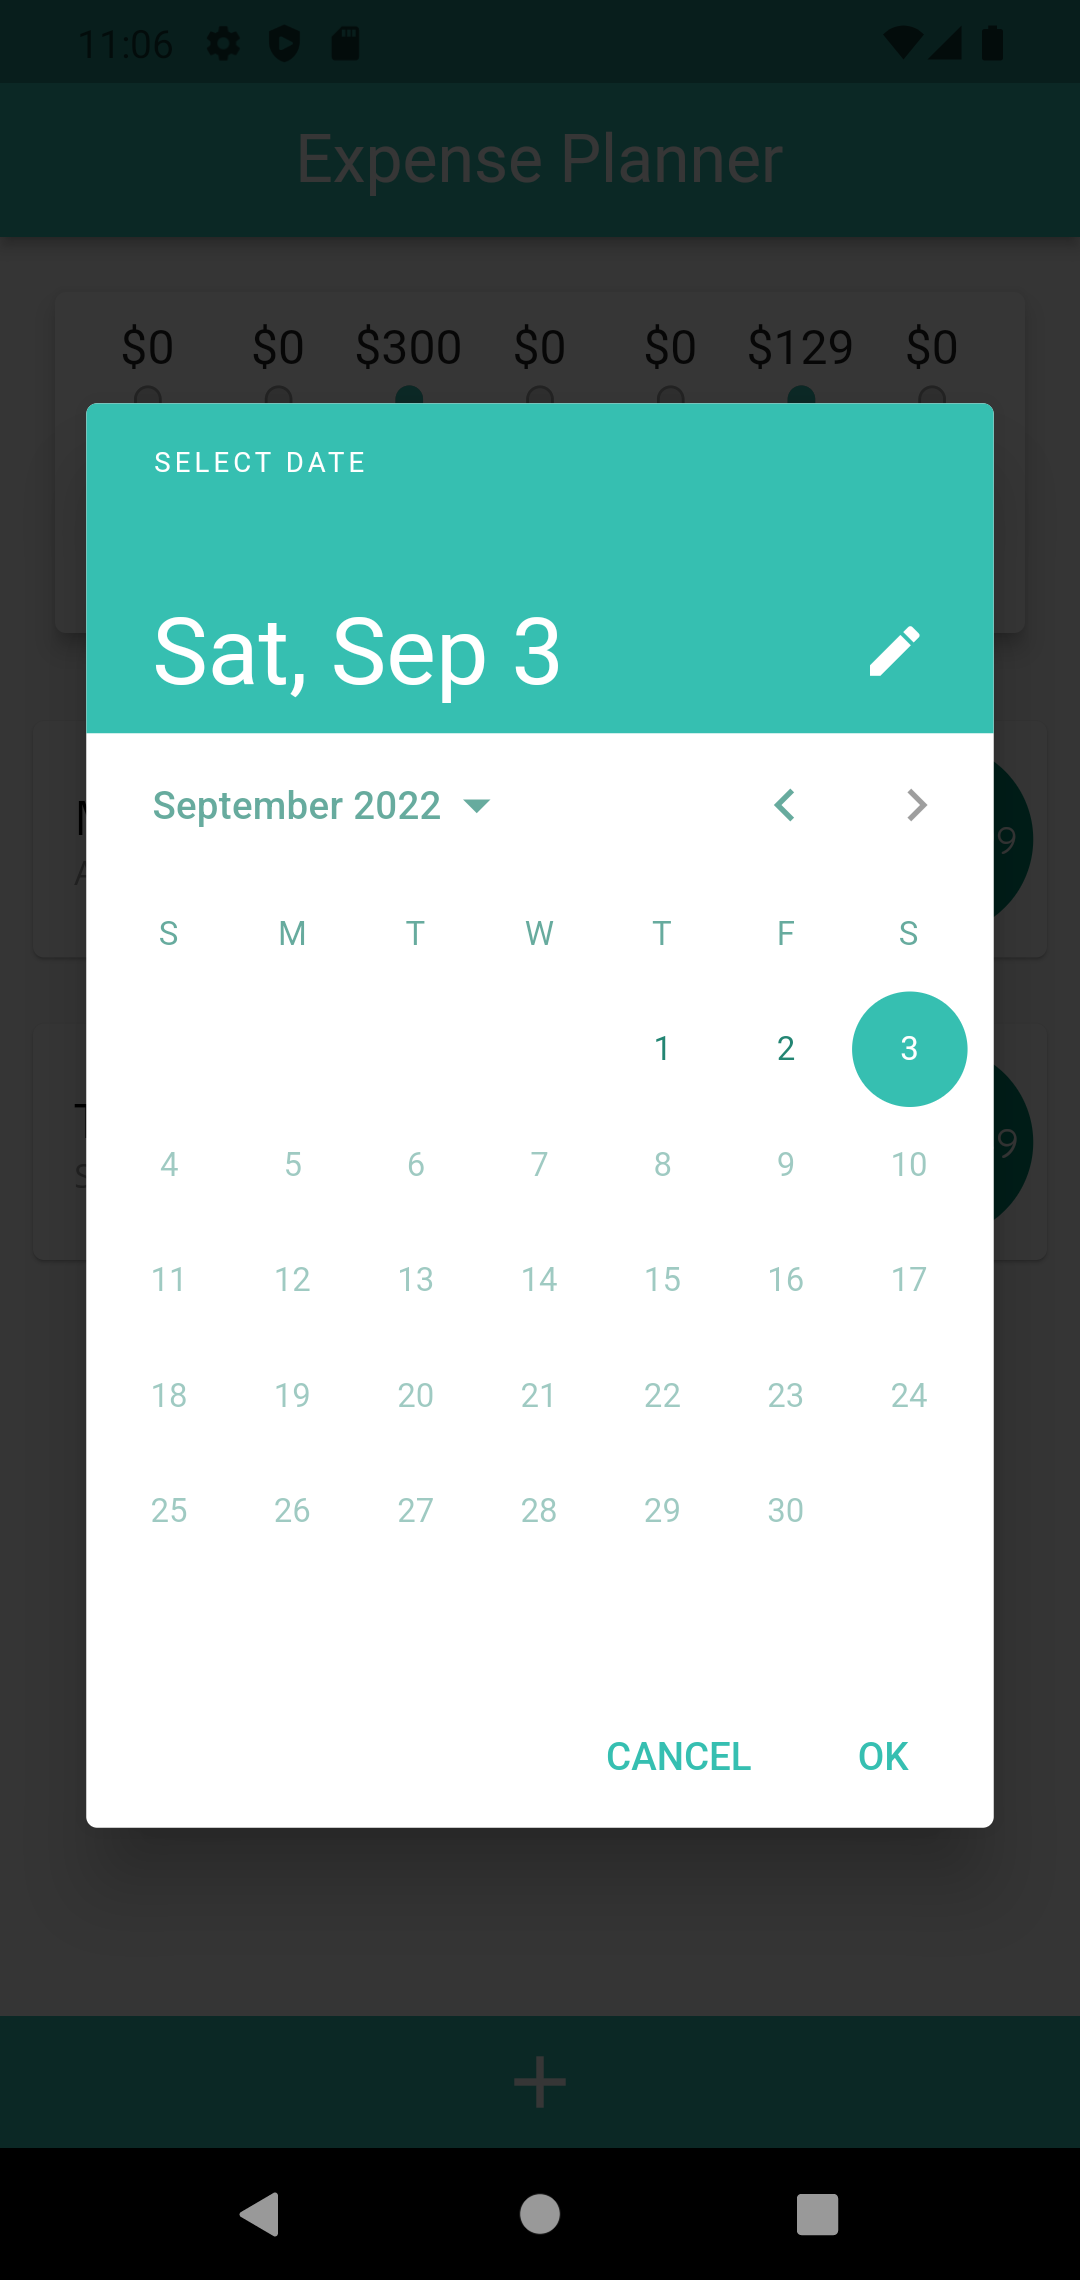 11:06
Expense Planner
$0 $0 $300 $0 $0 $129 $0
SELECT DATE
Sat, Sep 3
September 2022
S M T W T F S
1 2 3
4 5 6 7 8 9 10
11 12 13 14 15 16 17
18 19 20 21 22 23 24
25 26 27 28 29 30
CANCEL OK